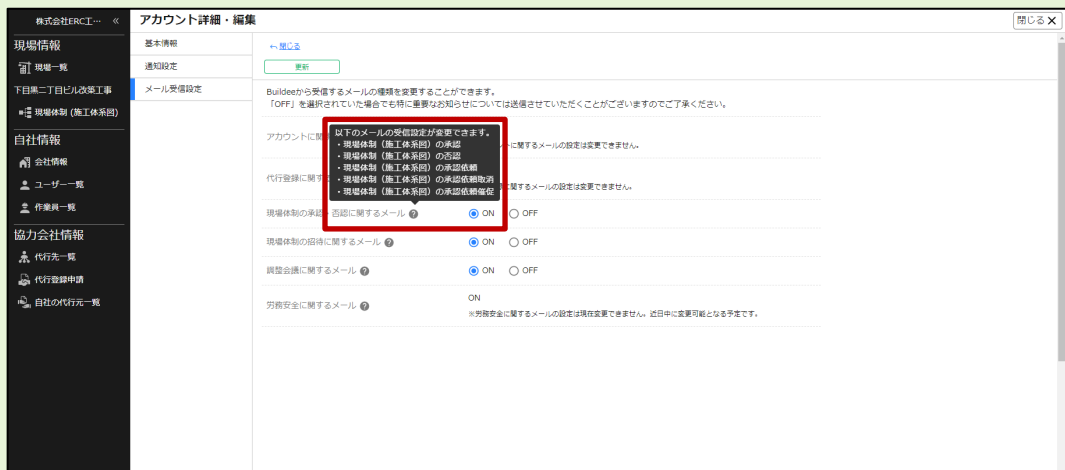 株式会社ERCI… «
アカウント詳細・編集
閉じる ×
現場情報
現場一覧
下目黒二丁目ビル改築工事
現場体制 (施工体系図)
自社情報
会社情報
ユーザー一覧
作業員一覧
協力会社情報
代行先一覧
代行登録申請
自社の代行元一覧
基本情報
通知設定
メール受信設定
閉じる
更新
Buildeeから受信するメールの種類を変更することができます。
「OFF」を選択されていた場合でも特に重要なお知らせについては送信させていただくことがございますのでご了承ください。
アカウントに関す
以下のメールの受信設定が変更できます。
・現場体制（施工体系図）の承認
・現場体制（施工体系図）の否認
・現場体制（施工体系図）の承認依頼
・現場体制（施工体系図）の承認依頼取消
・現場体制（施工体系図）の承認依頼催促
に関するメールの設定は変更できません。
代行登録に関す
関するメールの設定は変更できません。
現場体制の承認・否認に関するメール ? ON OFF
現場体制の招待に関するメール ? ON OFF
調整会議に関するメール ? ON OFF
労務安全に関するメール ? ON
※労務安全に関するメールの設定は現在変更できません。近日中に変更可能となる予定です。